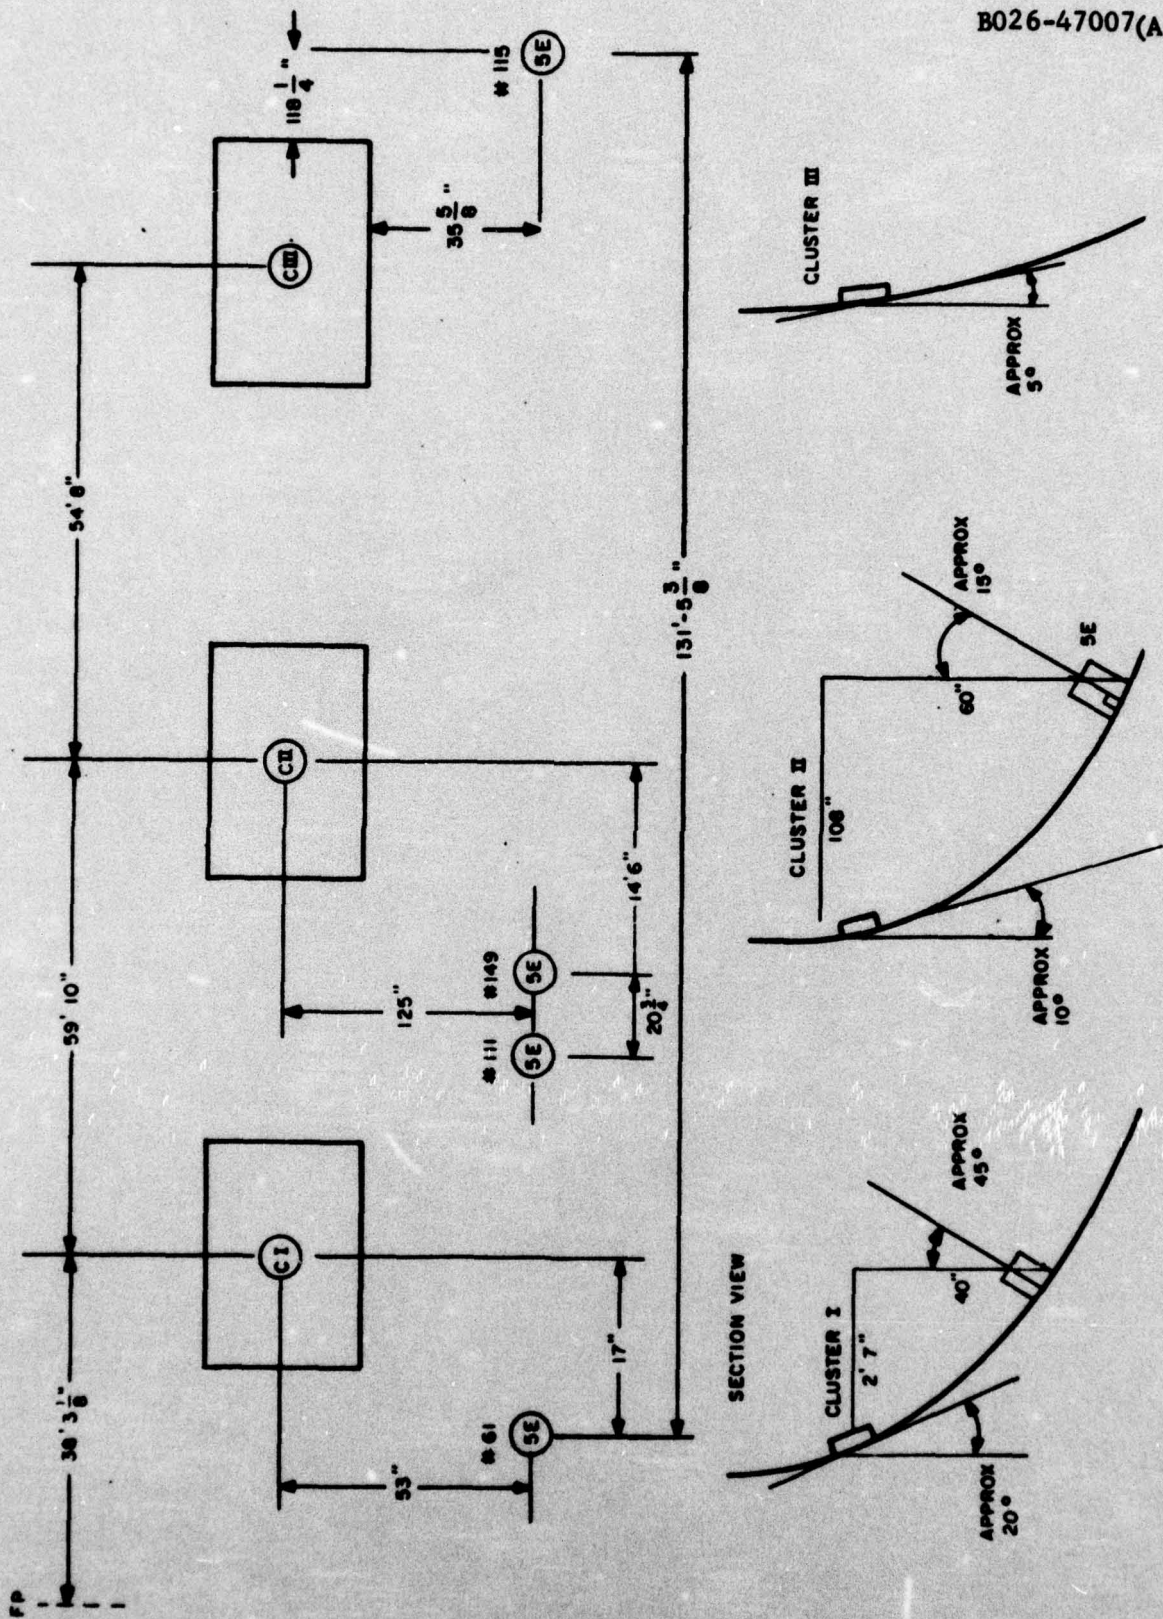 B026-47007(A
FP
38' 3 1/8"
59' 10"
54' 8"
CI
CII
CIII
118 1/4"
53"
125"
35 5/8"
# 61
5E
# 111
5E
# 149
5E
# 115
5E
17"
20 3/4"
14' 6"
131'-5 3/8"
SECTION VIEW
CLUSTER I
2' 7"
40"
APPROX
45°
APPROX
20°
CLUSTER II
108"
60"
APPROX
15°
5E
APPROX
10°
CLUSTER III
APPROX
5°